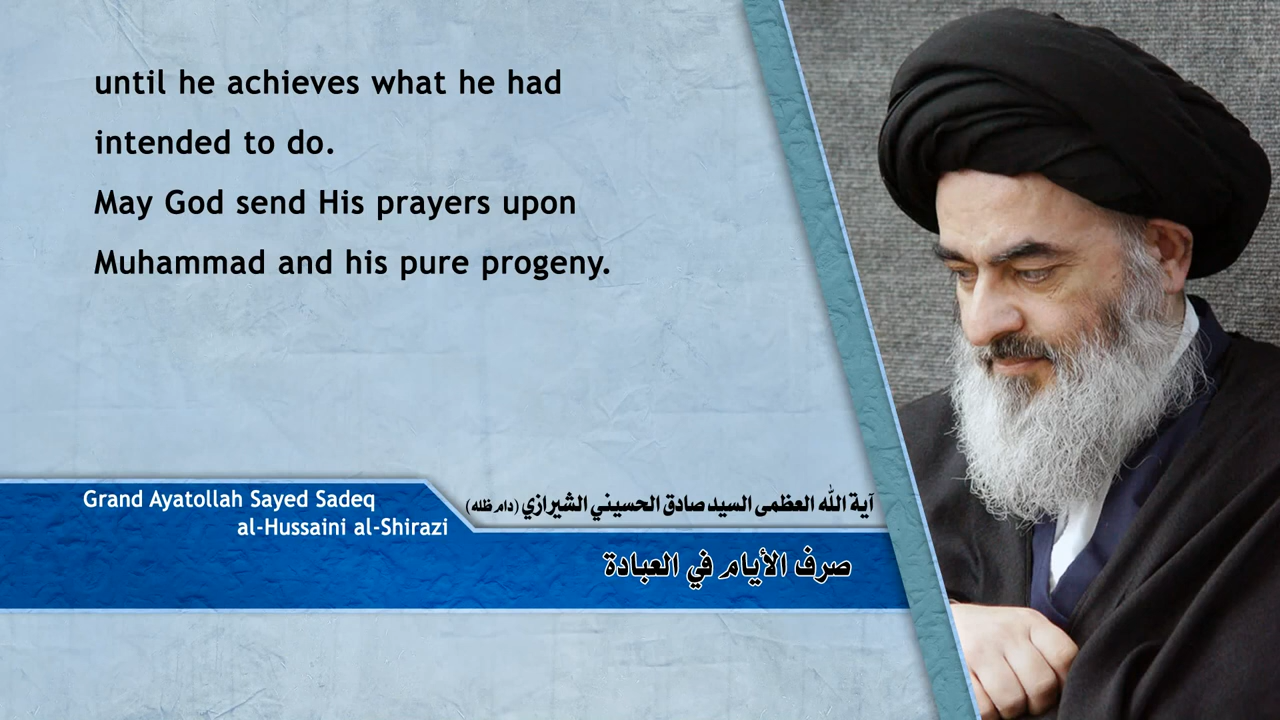 until he achieves what he had
intended to do.
May God send His prayers upon
Muhammad and his pure progeny.
Grand Ayatollah Sayed Sadeq
al-Hussaini al-Shirazi
آية الله العظمى السيد صادق الحسيني الشيرازي (دام ظله)
صرف الأيام في العبادة